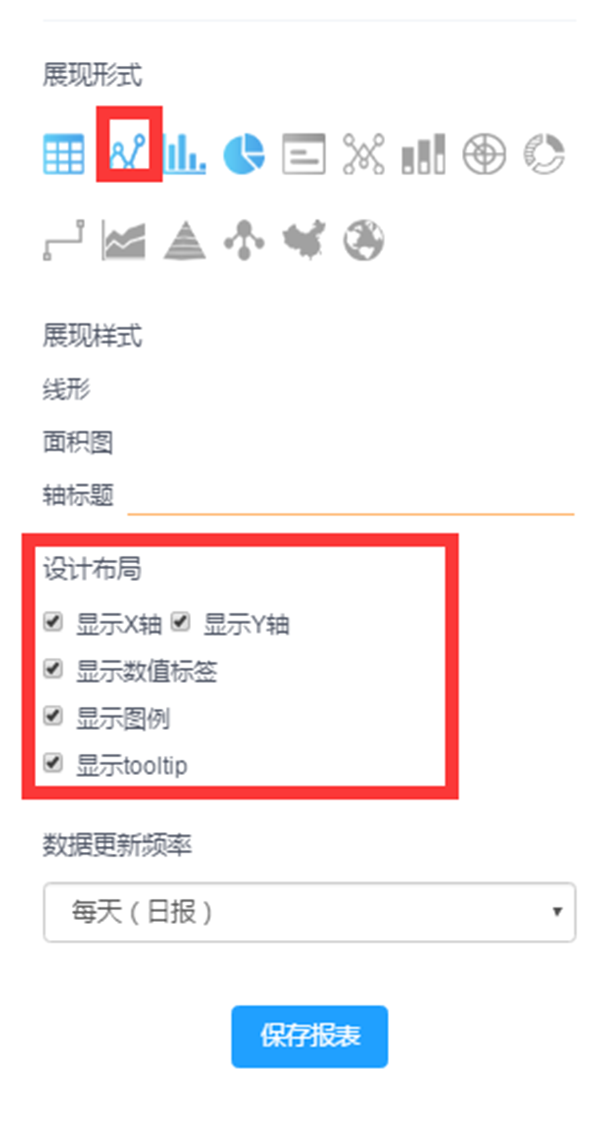 展现形式
展现样式
线形
面积图
轴标题
设计布局
显示X轴 显示Y轴
显示数值标签
显示图例
显示tooltip
数据更新频率
每天（日报）
保存报表